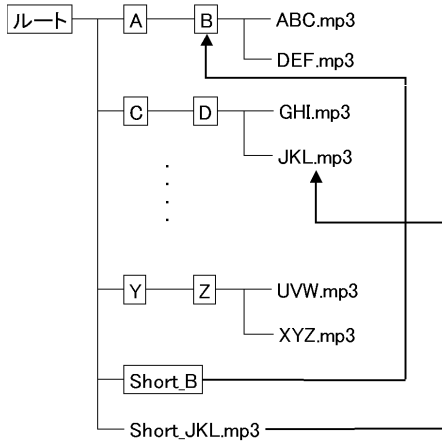 ルート A B ABC.mp3
DEF.mp3
C D GHI.mp3
JKL.mp3
Y Z UVW.mp3
XYZ.mp3
Short_B
Short_JKL.mp3